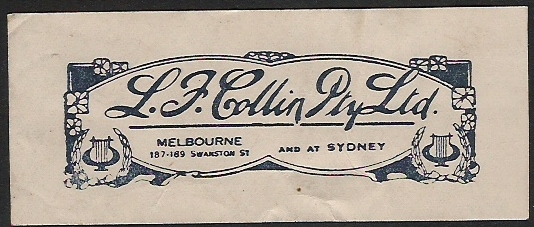 L. F. Collin Pty Ltd.
MELBOURNE
187-189 SWANSTON ST
AND AT SYDNEY